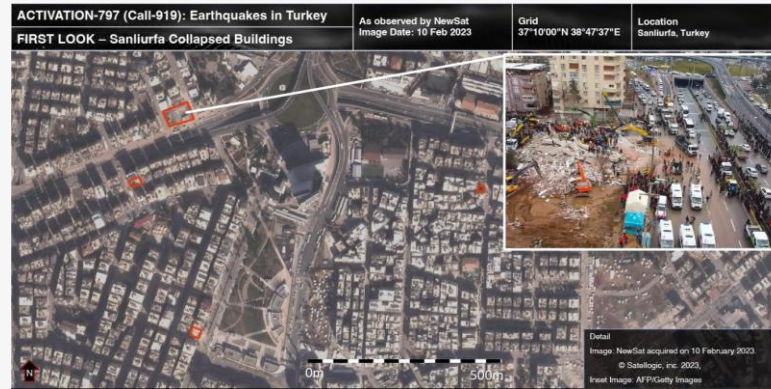 ACTIVATION-797 (Call-919): Earthquakes in Turkey
FIRST LOOK – Sanliurfa Collapsed Buildings
As observed by NewSat
Image Date: 10 Feb 2023
Grid
37°10'00"N 38°47'37"E
Location
Sanliurfa, Turkey
N
0m
500m
Detail
Image: NewSat acquired on 10 February 2023.
© Satellogic, inc. 2023,
Inset Image: AFP/Getty Images